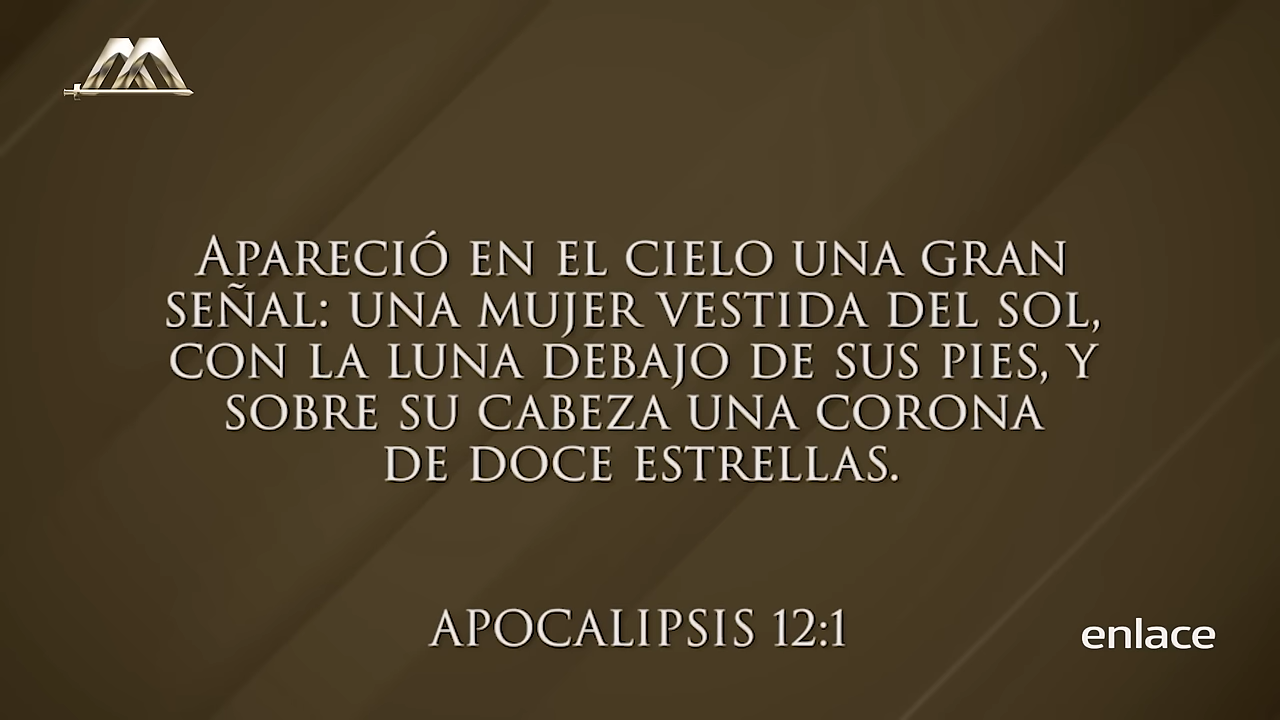 APARECIÓ EN EL CIELO UNA GRAN
SEÑAL: UNA MUJER VESTIDA DEL SOL,
CON LA LUNA DEBAJO DE SUS PIES, Y
SOBRE SU CABEZA UNA CORONA
DE DOCE ESTRELLAS.
APOCALIPSIS 12:1
enlace